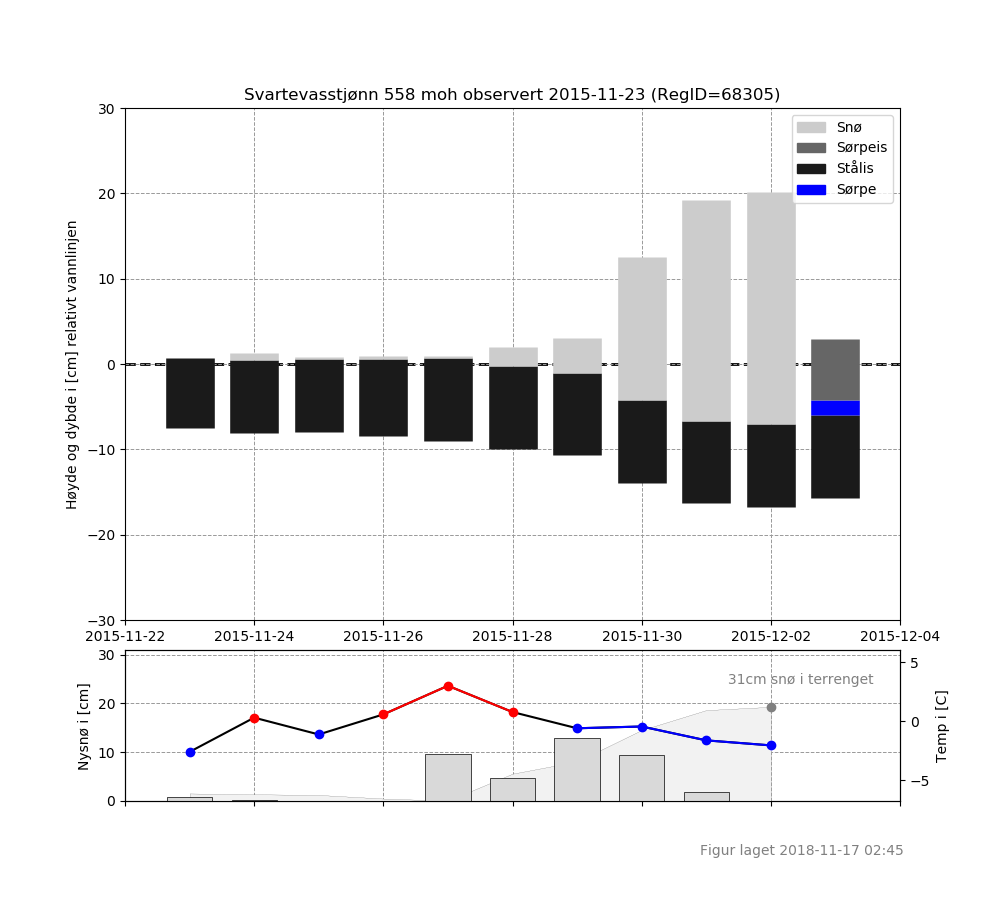 Svartevasstjønn 558 moh observert 2015-11-23 (RegID=68305)
Høyde og dybde i [cm] relativt vannlinjen
30
20
10
0
−10
−20
−30
Snø
Sørpeis
Stålis
Sørpe
2015-11-22 2015-11-24 2015-11-26 2015-11-28 2015-11-30 2015-12-02 2015-12-04
Nysnø i [cm]
30
20
10
0
31cm snø i terrenget
5
0
−5
Temp i [C]
Figur laget 2018-11-17 02:45